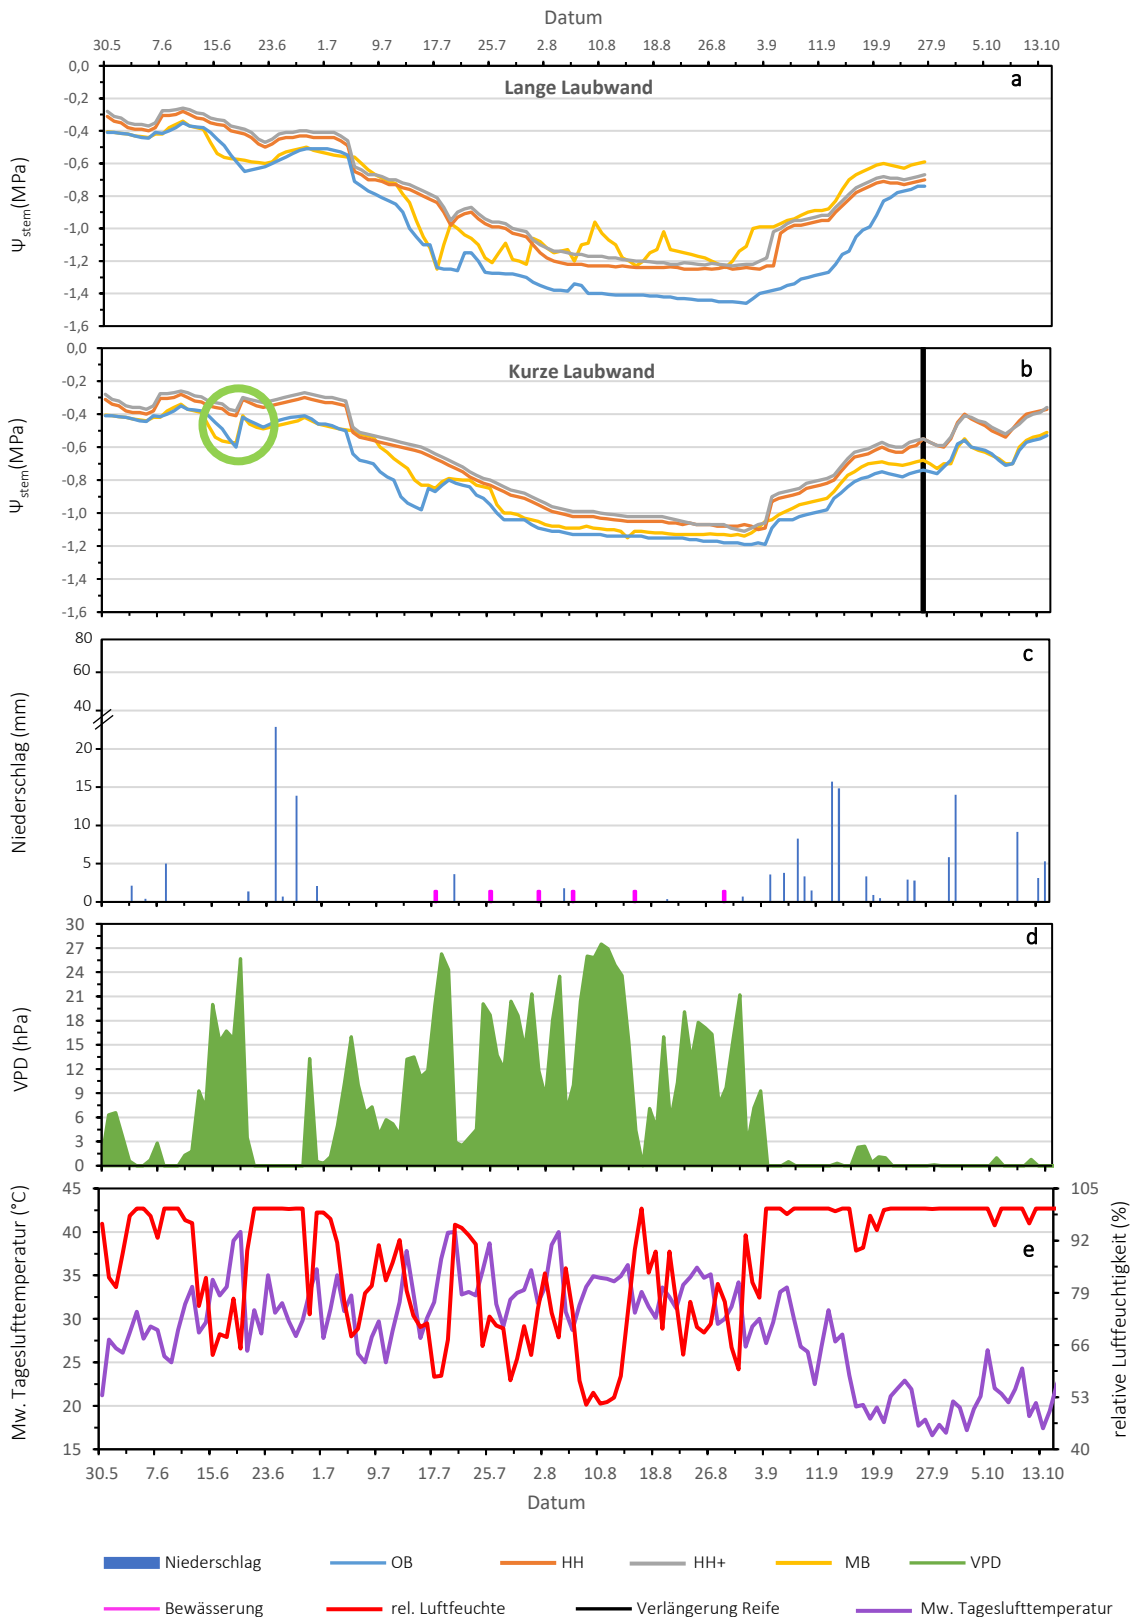 Datum
30.5 7.6 15.6 23.6 1.7 9.7 17.7 25.7 2.8 10.8 18.8 26.8 3.9 11.9 19.9 27.9 5.10 13.10
Lange Laubwand
a
0,0
-0,2
-0,4
-0,6
-0,8
-1,0
-1,2
-1,4
-1,6
Ψstem(MPa)
Kurze Laubwand
b
0,0
-0,2
-0,4
-0,6
-0,8
-1,0
-1,2
-1,4
-1,6
Ψstem(MPa)
c
80
60
40
20
15
10
5
0
Niederschlag (mm)
d
30
27
24
21
18
15
12
9
6
3
0
VPD (hPa)
e
45
40
35
30
25
20
15
Mw. Tageslufttemperatur (°C)
105
92
79
66
53
40
relative Luftfeuchtigkeit (%)
30.5 7.6 15.6 23.6 1.7 9.7 17.7 25.7 2.8 10.8 18.8 26.8 3.9 11.9 19.9 27.9 5.10 13.10
Datum
Niederschlag OB HH HH+ MB VPD
Bewässerung rel. Luftfeuchte Verlängerung Reife Mw. Tageslufttemperatur